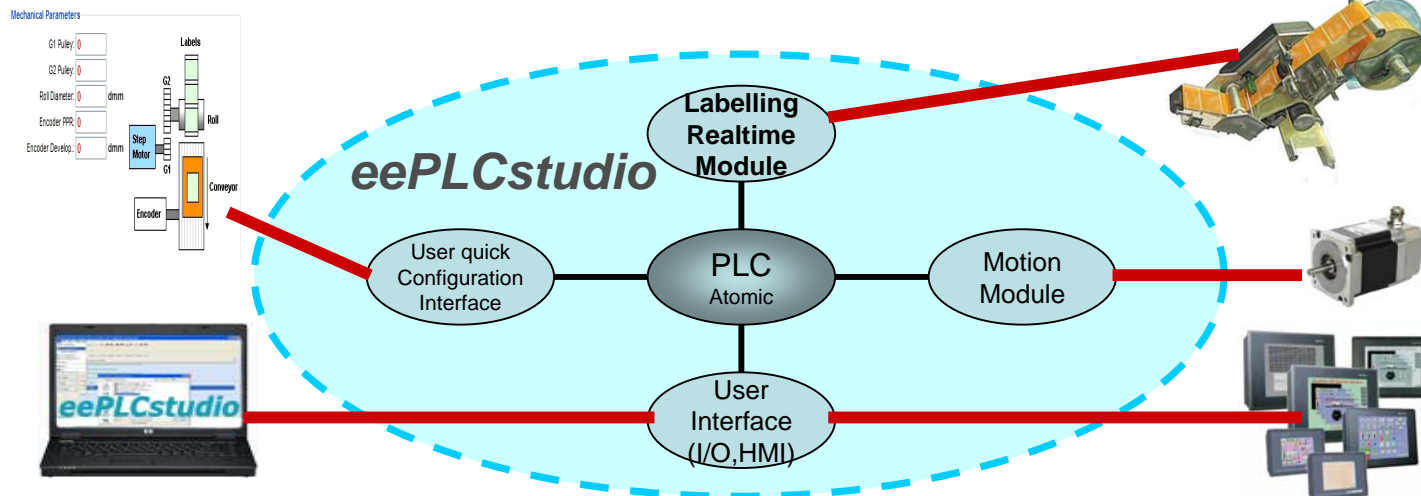 Mechanical Parameters
G1 Pulley: 0
G2 Pulley: 0
Roll Diameter: 0 dmm
Encoder PPR: 0
Encoder Develop.: 0 dmm
Labels
G2
Roll
Step
Motor
G1
Conveyor
Encoder
eePLCstudio
Labelling
Realtime
Module
User quick
Configuration
Interface
PLC
Atomic
Motion
Module
User
Interface
(I/O,HMI)
eePLCstudio